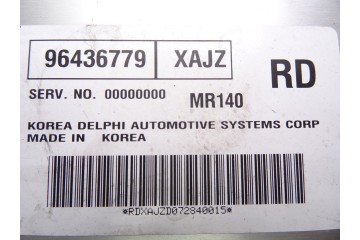 96436779 XAJZ RD
SERV. NO. 00000000 MR140
KOREA DELPHI AUTOMOTIVE SYSTEMS CORP
MADE IN KOREA
*RDXAJZD072840015*